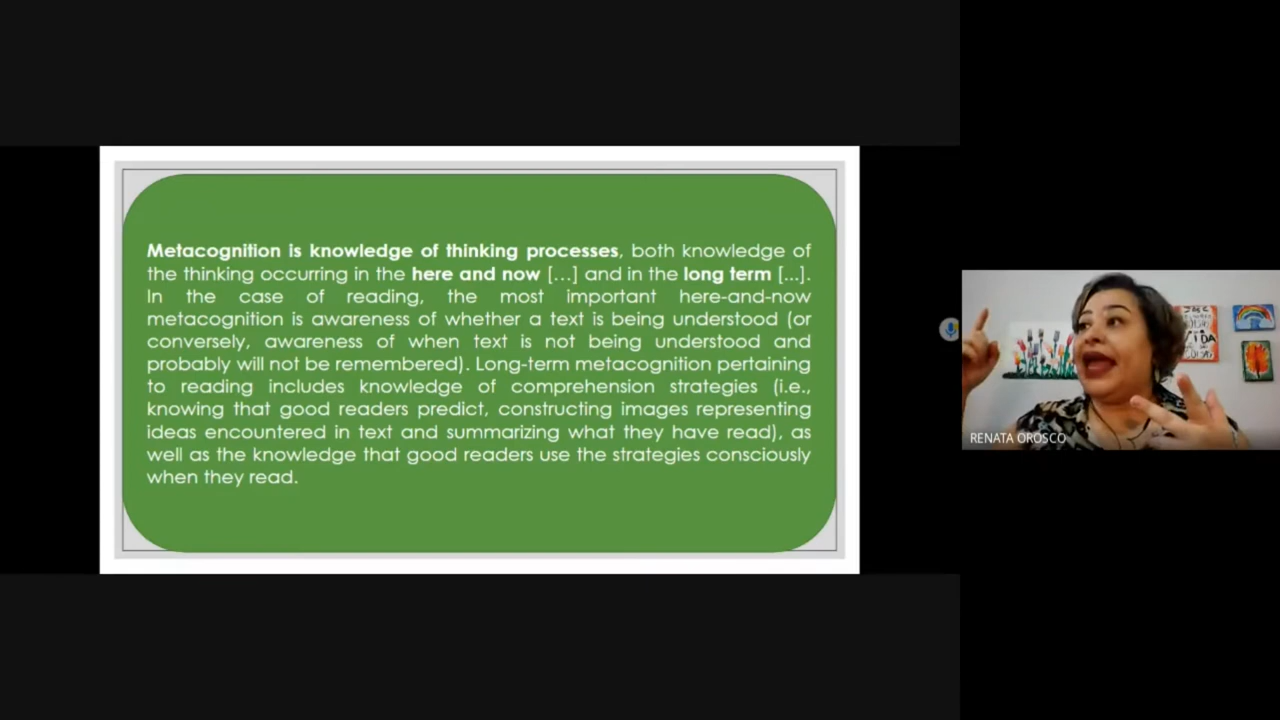 Metacognition is knowledge of thinking processes, both knowledge of
the thinking occurring in the here and now […] and in the long term [...].
In the case of reading, the most important here-and-now
metacognition is awareness of whether a text is being understood (or
conversely, awareness of when text is not being understood and
probably will not be remembered). Long-term metacognition pertaining
to reading includes knowledge of comprehension strategies (i.e.,
knowing that good readers predict, constructing images representing
ideas encountered in text and summarizing what they have read), as
well as the knowledge that good readers use the strategies consciously
when they read.
RENATA OROSCO